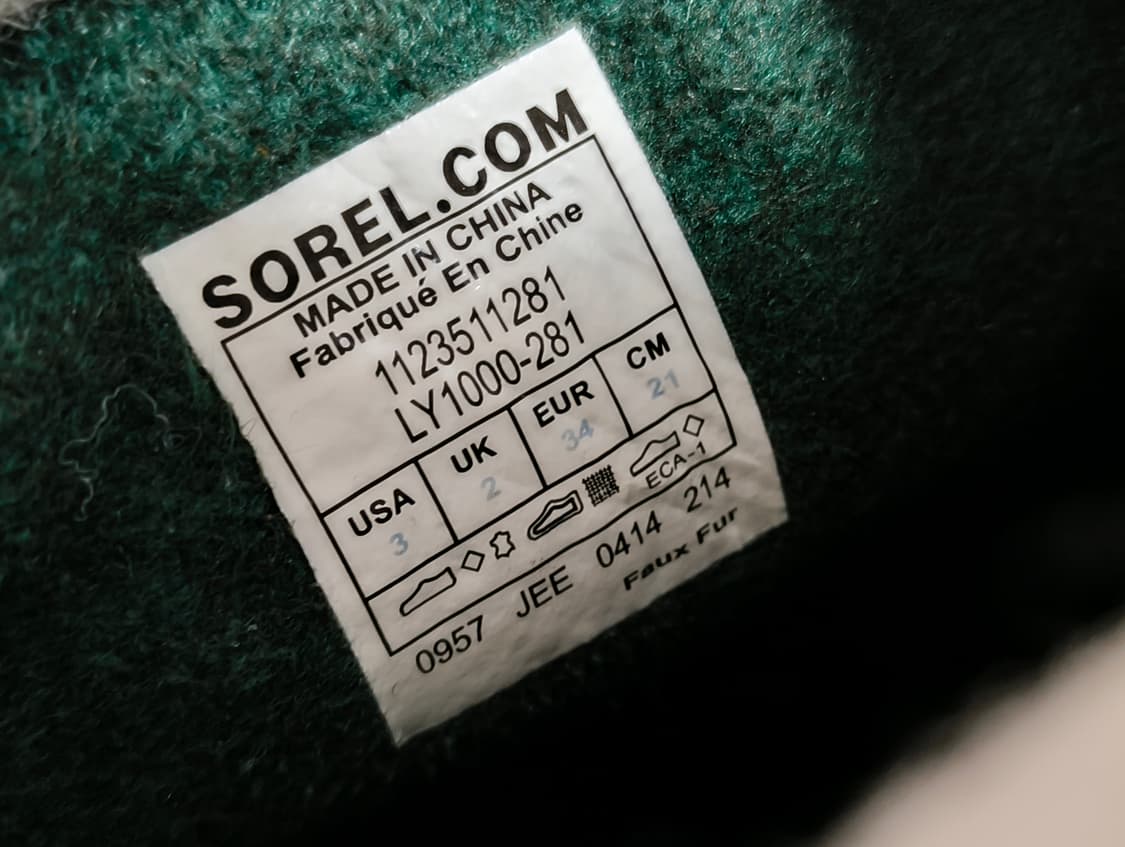 SOREL.COM
MADE IN CHINA
Fabriqué En Chine
1123511281
LY1000-281
USA UK EUR CM
3 2 34 21
ECA-1
0957 JEE 0414 214
Faux Fur